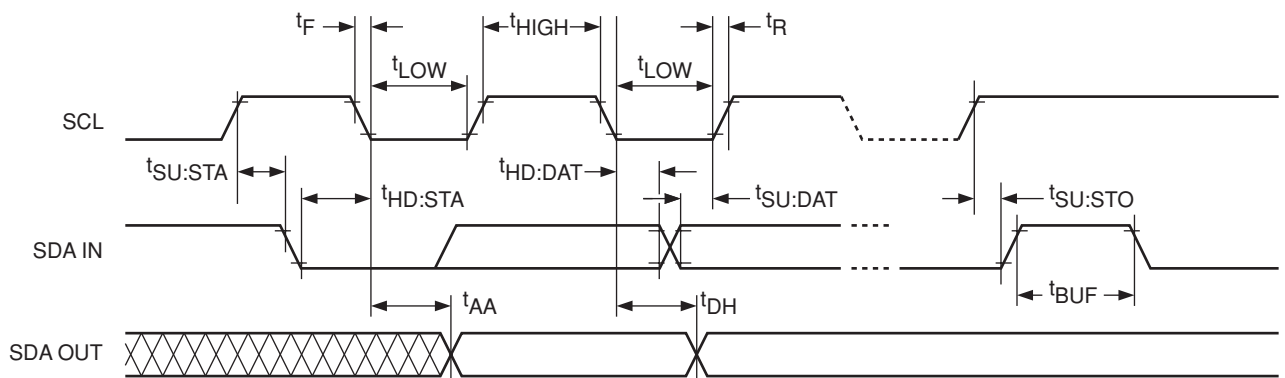 tF
tHIGH
tR
tLOW
tLOW
SCL
tSU:STA
tHD:STA
tHD:DAT
tSU:DAT
tSU:STO
SDA IN
tBUF
tAA
tDH
SDA OUT